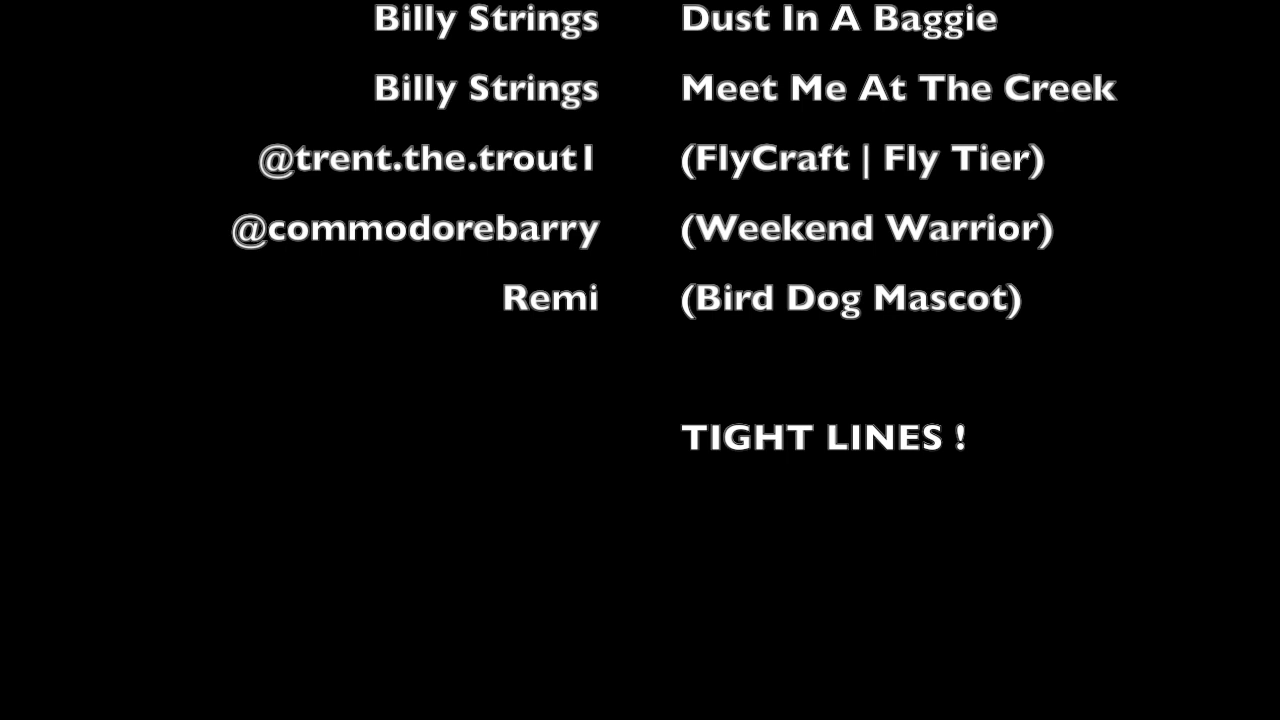 Billy Strings Dust In A Baggie
Billy Strings Meet Me At The Creek
@trent.the.trout1 (FlyCraft | Fly Tier)
@commodorebarry (Weekend Warrior)
Remi (Bird Dog Mascot)
TIGHT LINES !